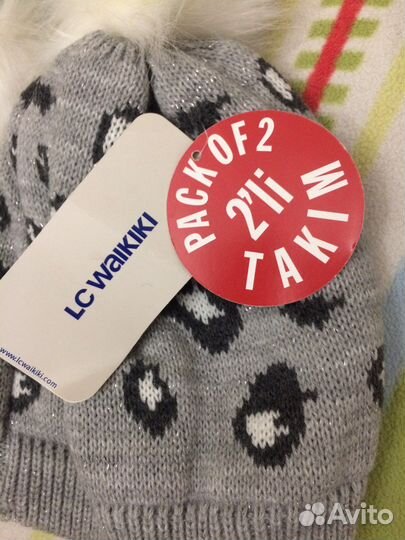 PACK OF 2
2'li
TAKIM
LC WAIKIKI
www.lcwaikiki.com
Avito